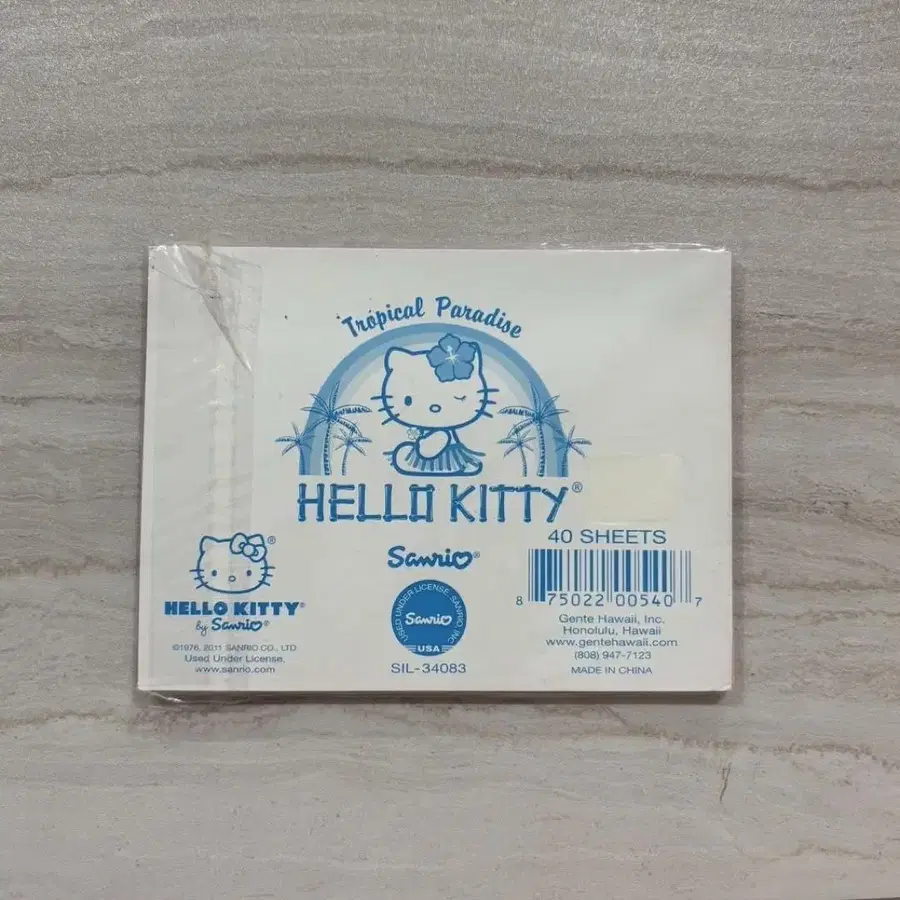 Tropical Paradise
HELLO KITTY®
40 SHEETS
Sanrio®
8 75022 00540 7
®
HELLO KITTY®
by Sanrio®
©1976, 2011 SANRIO CO., LTD
Used Under License.
www.sanrio.com
USED UNDER LICENSE, SANRIO, INC.
Sanrio
USA
SIL-34083
Gente Hawaii, Inc.
Honolulu, Hawaii
www.gentehawaii.com
(808) 947-7123
MADE IN CHINA